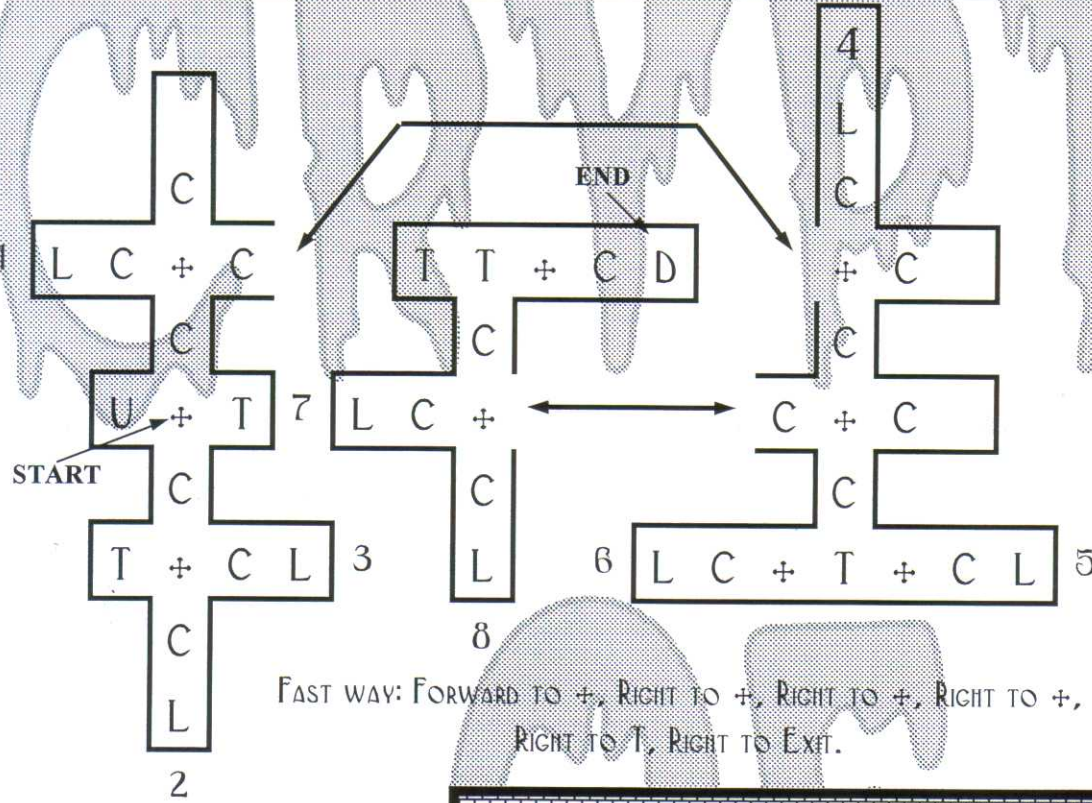 4
L
C
C
END
1 L C ✢ C
T T ✢ C D
✢ C
C
C
C
U ✢ T
7 L C ✢
C ✢ C
START
C
C
C
T ✢ C L 3
L
6 L C ✢ T ✢ C L 5
C
8
L
2
FAST WAY: FORWARD TO ✢, RIGHT TO ✢, RIGHT TO ✢, RIGHT TO ✢,
RIGHT TO T, RIGHT TO EXIT.